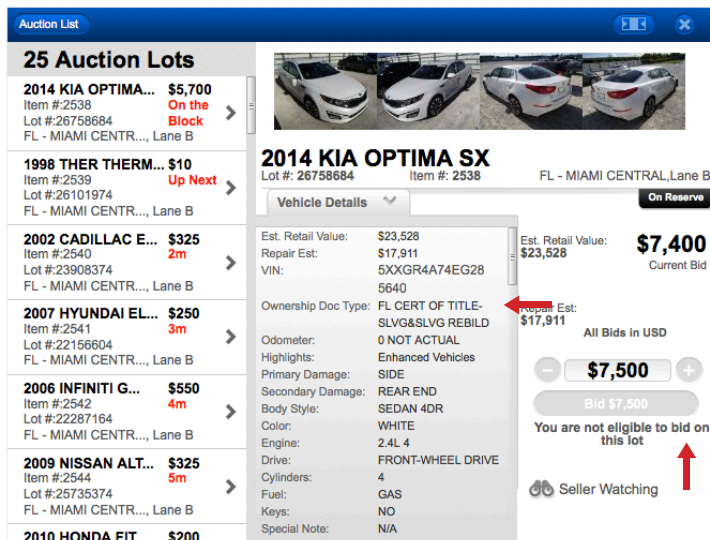 Auction List
25 Auction Lots
2014 KIA OPTIMA... $5,700
Item #:2538 On the
Lot #:26758684 Block
FL - MIAMI CENTR..., Lane B
1998 THER THERM... $10
Item #:2539 Up Next
Lot #:26101974
FL - MIAMI CENTR..., Lane B
2002 CADILLAC E... $325
Item #:2540 2m
Lot #:23908374
FL - MIAMI CENTR..., Lane B
2007 HYUNDAI EL... $250
Item #:2541 3m
Lot #:22156604
FL - MIAMI CENTR..., Lane B
2006 INFINITI G... $550
Item #:2542 4m
Lot #:22287164
FL - MIAMI CENTR..., Lane B
2009 NISSAN ALT... $325
Item #:2544 5m
Lot #:25735374
FL - MIAMI CENTR..., Lane B
2010 HONDA FIT $200
2014 KIA OPTIMA SX
Lot #: 26758684 Item #: 2538 FL - MIAMI CENTRAL,Lane B
Vehicle Details
On Reserve
Est. Retail Value: $23,528
Repair Est: $17,911
VIN: 5XXGR4A74EG28
5640
Ownership Doc Type: FL CERT OF TITLE-
SLVG&SLVG REBILD
Odometer: 0 NOT ACTUAL
Highlights: Enhanced Vehicles
Primary Damage: SIDE
Secondary Damage: REAR END
Body Style: SEDAN 4DR
Color: WHITE
Engine: 2.4L 4
Drive: FRONT-WHEEL DRIVE
Cylinders: 4
Fuel: GAS
Keys: NO
Special Note: N/A
Est. Retail Value:
$23,528
$7,400
Current Bid
Repair Est:
$17,911
All Bids in USD
$7,500
Bid $7,500
You are not eligible to bid on
this lot
Seller Watching